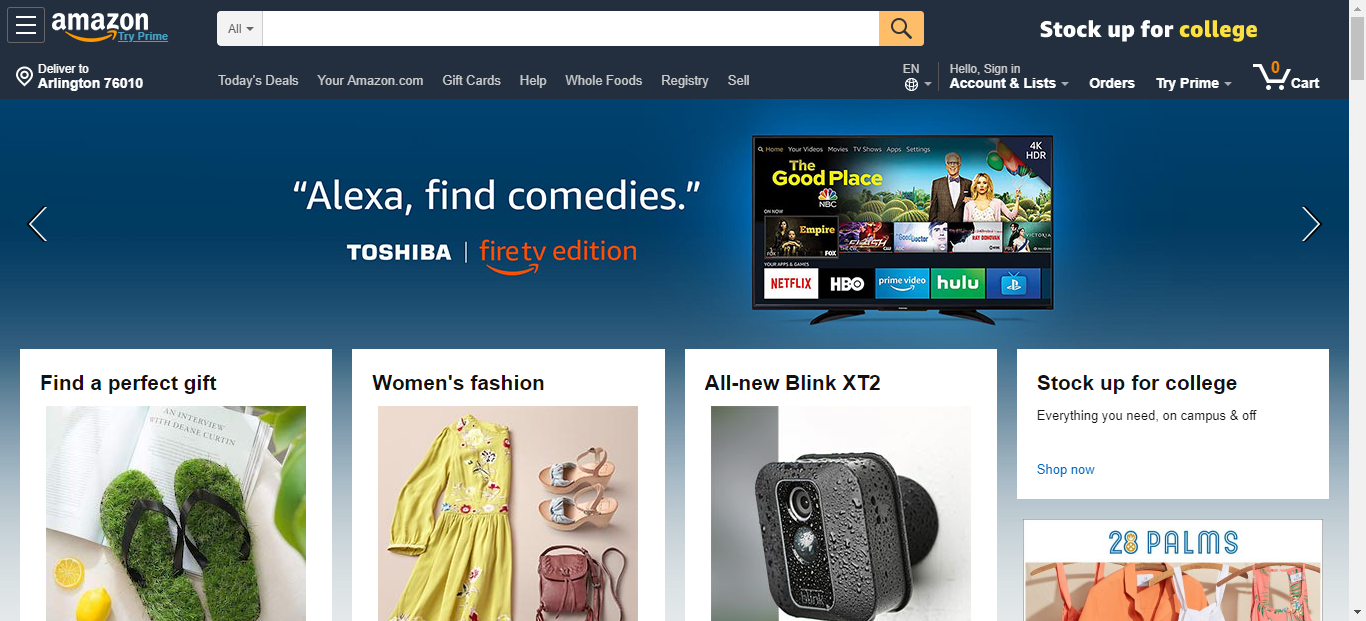 amazon
Try Prime
All
Stock up for college
Deliver to
Arlington 76010
Today's Deals Your Amazon.com Gift Cards Help Whole Foods Registry Sell
EN
Hello, Sign in
Account & Lists
Orders
Try Prime
0
Cart
“Alexa, find comedies.”
TOSHIBA | fire tv edition
Home Your Videos Movies TV Shows Apps Settings
4K
HDR
The
Good Place
NBC
ON NOW
Empire
FOX
RAY DONOVAN
VICTORIA
YOUR APPS & GAMES
NETFLIX HBO prime video hulu
Find a perfect gift
Women's fashion
All-new Blink XT2
Stock up for college
Everything you need, on campus & off
Shop now
AN INTERVIEW
WITH DEANE CURTIN
blink
28 PALMS